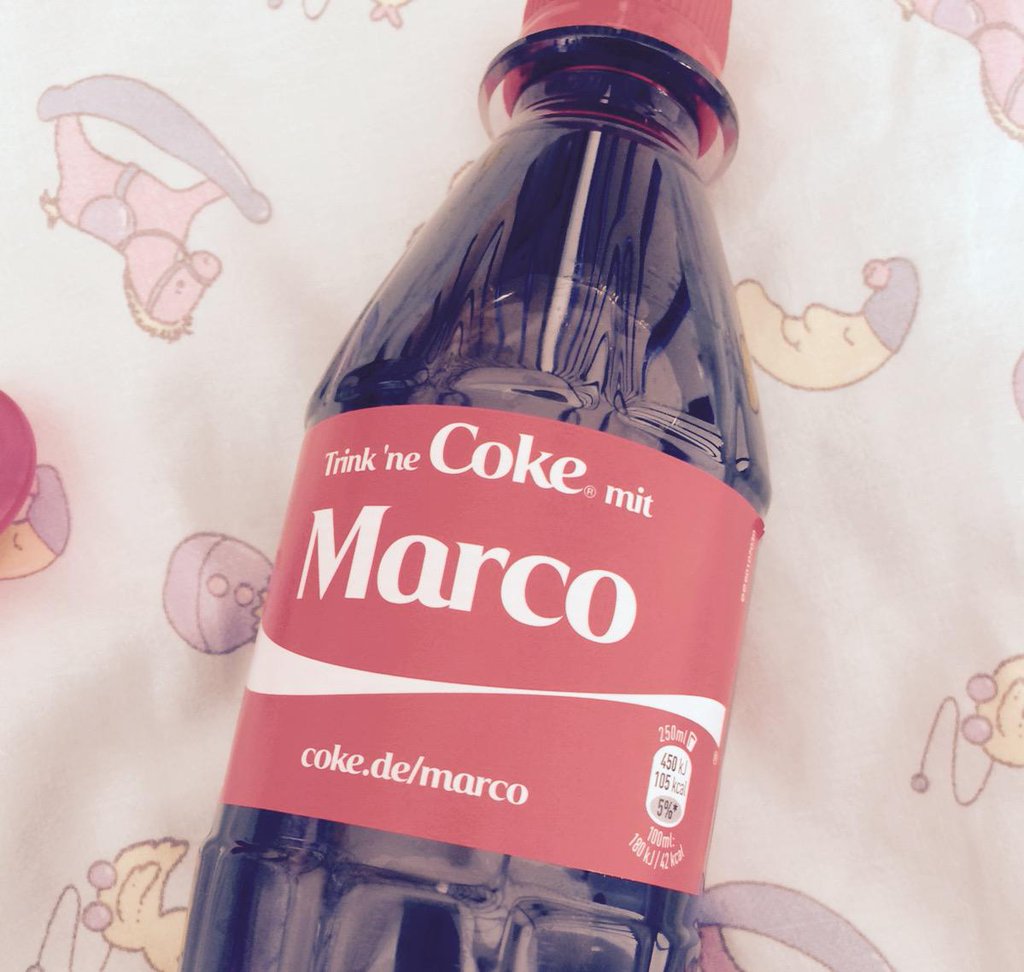 Trink 'ne Coke® mit
Marco
coke.de/marco
250ml
450 kJ
105 kcal
5%*
100ml:
180 kJ / 42 kcal